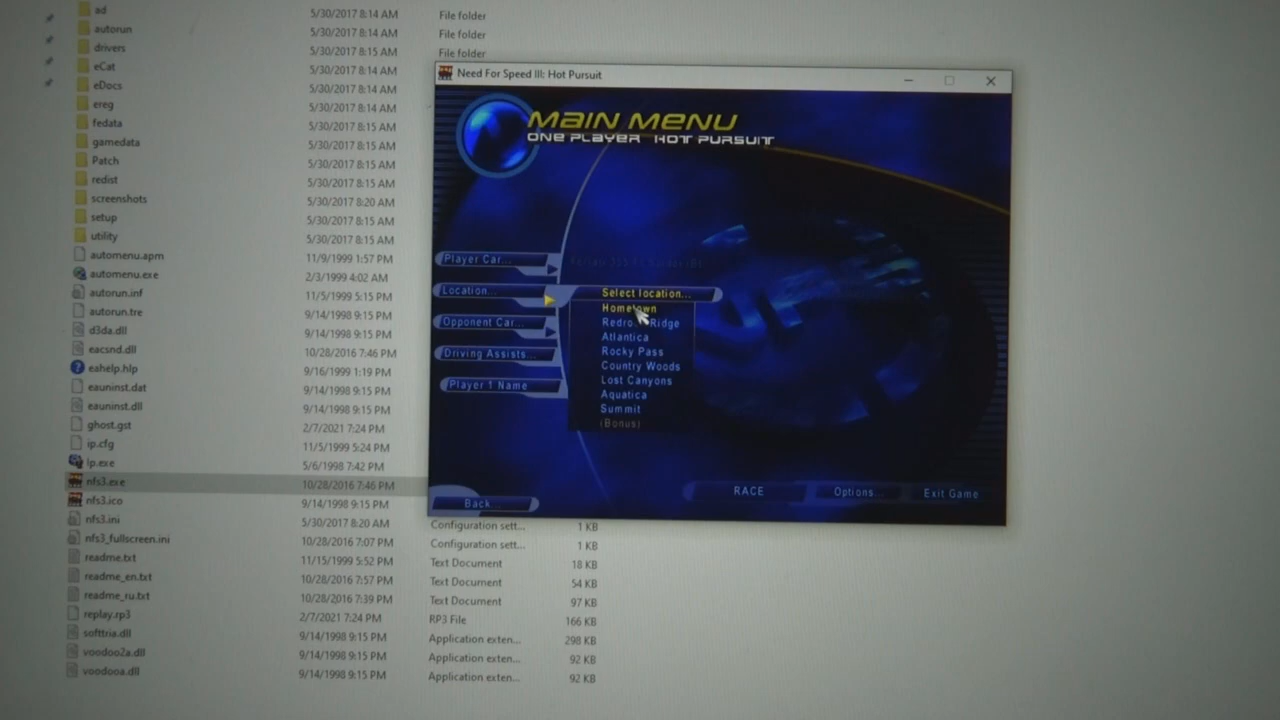 ad 5/30/2017 8:14 AM File folder
autorun 5/30/2017 8:14 AM File folder
drivers 5/30/2017 8:15 AM File folder
eCat 5/30/2017 8:14 AM
eDocs 5/30/2017 8:14 AM
ereg 5/30/2017 8:14 AM
fedata 5/30/2017 8:15 AM
gamedata 5/30/2017 8:15 AM
Patch 5/30/2017 8:15 AM
redist 5/30/2017 8:15 AM
screenshots 5/30/2017 8:20 AM
setup 5/30/2017 8:15 AM
utility 5/30/2017 8:15 AM
automenu.apm 11/9/1999 1:57 PM
automenu.exe 2/3/1999 4:02 AM
autorun.inf 11/5/1999 5:15 PM
autorun.tre 9/14/1998 9:15 PM
d3da.dll 9/14/1998 9:15 PM
eacsnd.dll 10/28/2016 7:46 PM
eahelp.hlp 9/16/1999 1:19 PM
eauninst.dat 9/14/1998 9:15 PM
eauninst.dll 9/14/1998 9:15 PM
ghost.gst 2/7/2021 7:24 PM
ip.cfg 11/5/1999 5:24 PM
lp.exe 5/6/1998 7:42 PM
nfs3.exe 10/28/2016 7:46 PM
nfs3.ico 9/14/1998 9:15 PM
nfs3.ini 5/30/2017 8:20 AM Configuration sett... 1 KB
nfs3_fullscreen.ini 10/28/2016 7:07 PM Configuration sett... 1 KB
readme.txt 11/15/1999 5:52 PM Text Document 18 KB
readme_en.txt 10/28/2016 7:57 PM Text Document 54 KB
readme_ru.txt 10/28/2016 7:39 PM Text Document 97 KB
replay.rp3 2/7/2021 7:24 PM RP3 File 166 KB
softtria.dll 9/14/1998 9:15 PM Application exten... 298 KB
voodoo2a.dll 9/14/1998 9:15 PM Application exten... 92 KB
voodooa.dll 9/14/1998 9:15 PM Application exten... 92 KB
Need For Speed III: Hot Pursuit
MAIN MENU
ONE PLAYER HOT PURSUIT
Player Car...
Location...
Opponent Car...
Driving Assists...
Player 1 Name
Select location...
Hometown
Ridge
Atlantica
Rocky Pass
Country Woods
Lost Canyons
Aquatica
Summit
(Bonus)
Back
RACE
Options...
Exit Game